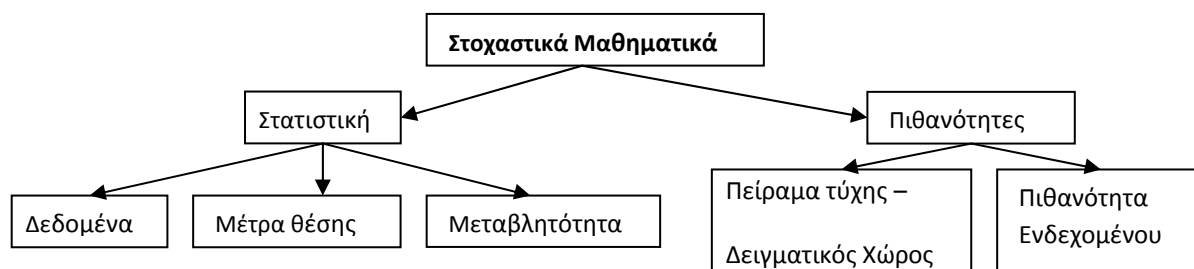 Στοχαστικά Μαθηματικά
Στατιστική
Πιθανότητες
Δεδομένα
Μέτρα θέσης
Μεταβλητότητα
Πείραμα τύχης –
Δειγματικός Χώρος
Πιθανότητα
Ενδεχομένου